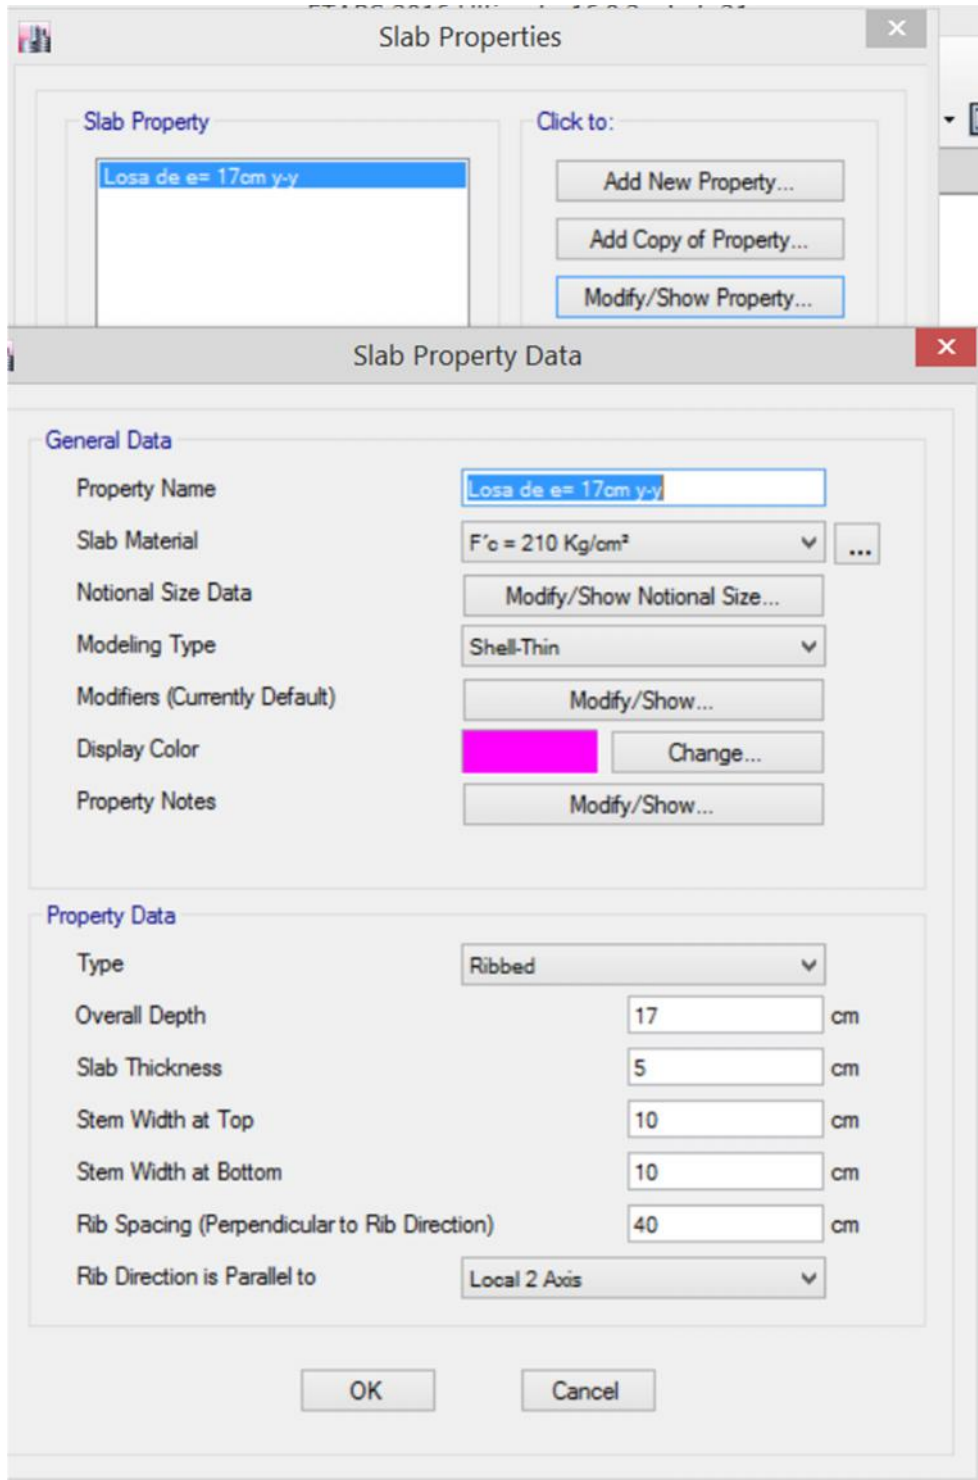 Slab Properties
Slab Property
Click to:
Losa de e= 17cm y-y
Add New Property...
Add Copy of Property...
Modify/Show Property...
Slab Property Data
General Data
Property Name Losa de e= 17cm y-y
Slab Material F´c = 210 Kg/cm² ...
Notional Size Data Modify/Show Notional Size...
Modeling Type Shell-Thin
Modifiers (Currently Default) Modify/Show...
Display Color Change...
Property Notes Modify/Show...
Property Data
Type Ribbed
Overall Depth 17 cm
Slab Thickness 5 cm
Stem Width at Top 10 cm
Stem Width at Bottom 10 cm
Rib Spacing (Perpendicular to Rib Direction) 40 cm
Rib Direction is Parallel to Local 2 Axis
OK Cancel